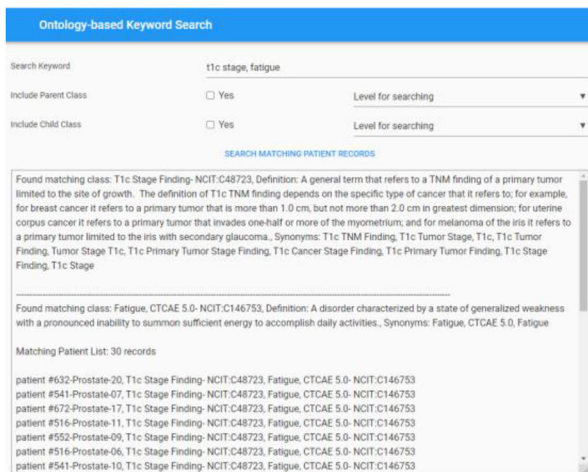 Ontology-based Keyword Search
Search Keyword t1c stage, fatigue
Include Parent Class Yes Level for searching
Include Child Class Yes Level for searching
SEARCH MATCHING PATIENT RECORDS
Found matching class: T1c Stage Finding- NCIT:C48723, Definition: A general term that refers to a TNM finding of a primary tumor
limited to the site of growth. The definition of T1c TNM finding depends on the specific type of cancer that it refers to; for example,
for breast cancer it refers to a primary tumor that is more than 1.0 cm, but not more than 2.0 cm in greatest dimension; for uterine
corpus cancer it refers to a primary tumor that invades one-half or more of the myometrium; and for melanoma of the iris it refers to
a primary tumor limited to the iris with secondary glaucoma., Synonyms: T1c TNM Finding, T1c Tumor Stage, T1c, T1c Tumor
Finding, Tumor Stage T1c, T1c Primary Tumor Stage Finding, T1c Cancer Stage Finding, T1c Primary Tumor Finding, T1c Stage
Finding, T1c Stage
Found matching class: Fatigue, CTCAE 5.0- NCIT:C146753, Definition: A disorder characterized by a state of generalized weakness
with a pronounced inability to summon sufficient energy to accomplish daily activities., Synonyms: Fatigue, CTCAE 5.0, Fatigue
Matching Patient List: 30 records
patient #632-Prostate-20, T1c Stage Finding- NCIT:C48723, Fatigue, CTCAE 5.0- NCIT:C146753
patient #541-Prostate-07, T1c Stage Finding- NCIT:C48723, Fatigue, CTCAE 5.0- NCIT:C146753
patient #672-Prostate-17, T1c Stage Finding- NCIT:C48723, Fatigue, CTCAE 5.0- NCIT:C146753
patient #516-Prostate-11, T1c Stage Finding- NCIT:C48723, Fatigue, CTCAE 5.0- NCIT:C146753
patient #552-Prostate-09, T1c Stage Finding- NCIT:C48723, Fatigue, CTCAE 5.0- NCIT:C146753
patient #516-Prostate-06, T1c Stage Finding- NCIT:C48723, Fatigue, CTCAE 5.0- NCIT:C146753
patient #541-Prostate-10, T1c Stage Finding- NCIT:C48723, Fatigue, CTCAE 5.0- NCIT:C146753